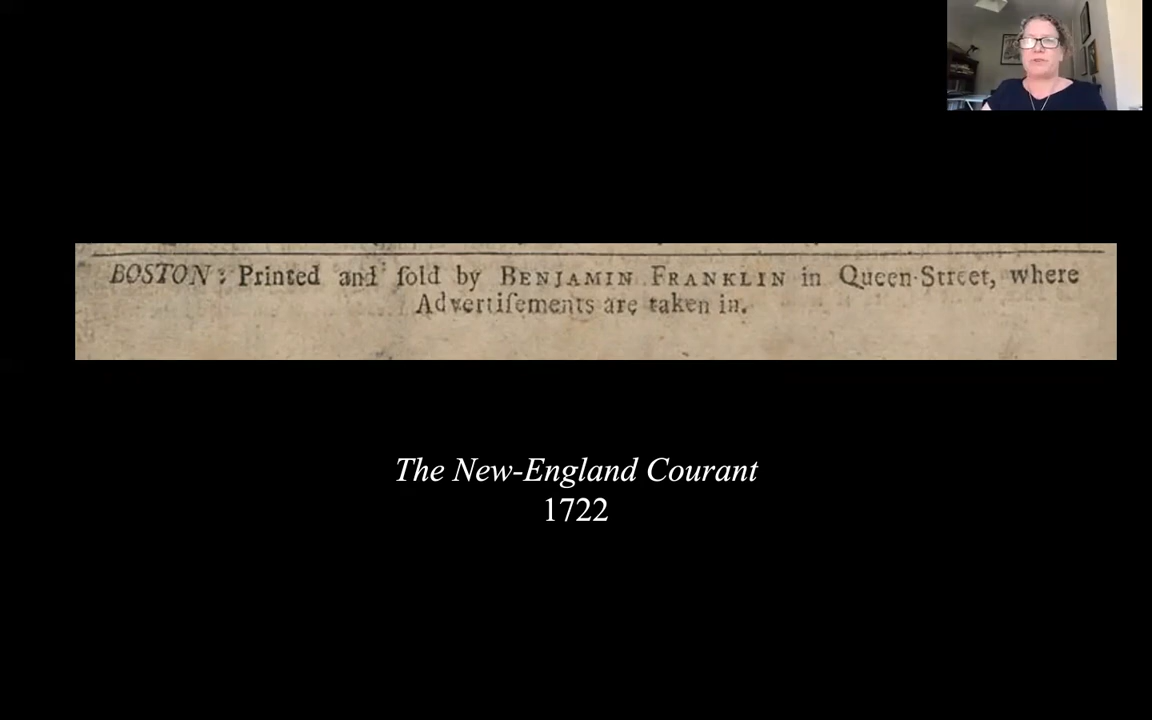 BOSTON: Printed and ſold by BENJAMIN FRANKLIN in Queen-Street, where
Advertiſements are taken in.
The New-England Courant
1722